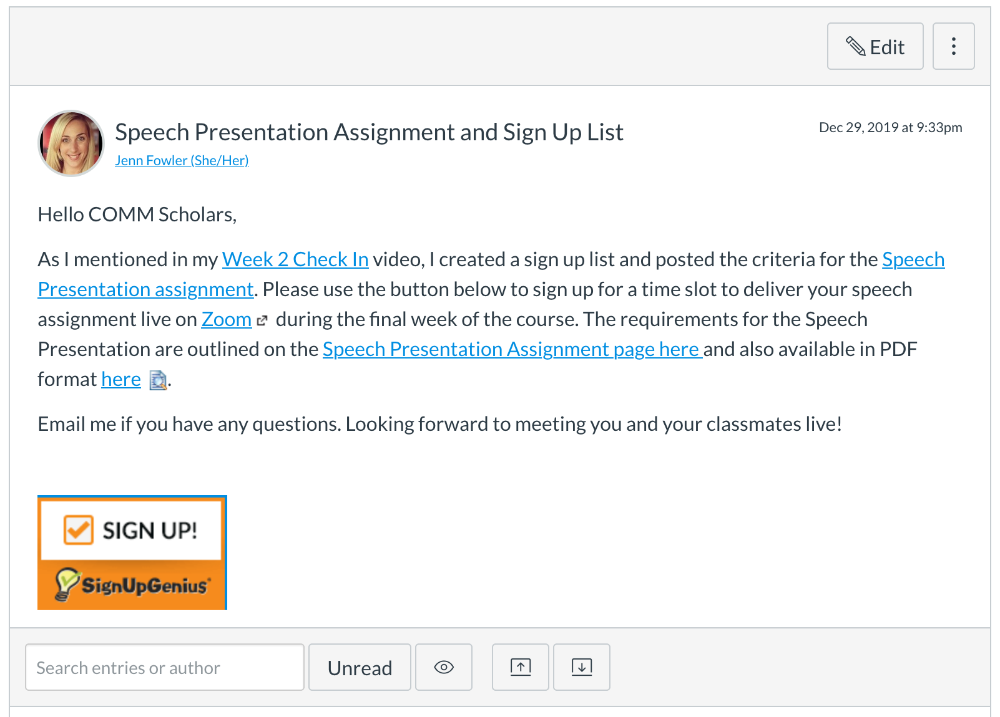 Edit
Speech Presentation Assignment and Sign Up List
Dec 29, 2019 at 9:33pm
Jenn Fowler (She/Her)
Hello COMM Scholars,
As I mentioned in my Week 2 Check In video, I created a sign up list and posted the criteria for the Speech
Presentation assignment. Please use the button below to sign up for a time slot to deliver your speech
assignment live on Zoom during the final week of the course. The requirements for the Speech
Presentation are outlined on the Speech Presentation Assignment page here and also available in PDF
format here .
Email me if you have any questions. Looking forward to meeting you and your classmates live!
SIGN UP!
SignUpGenius
Search entries or author
Unread